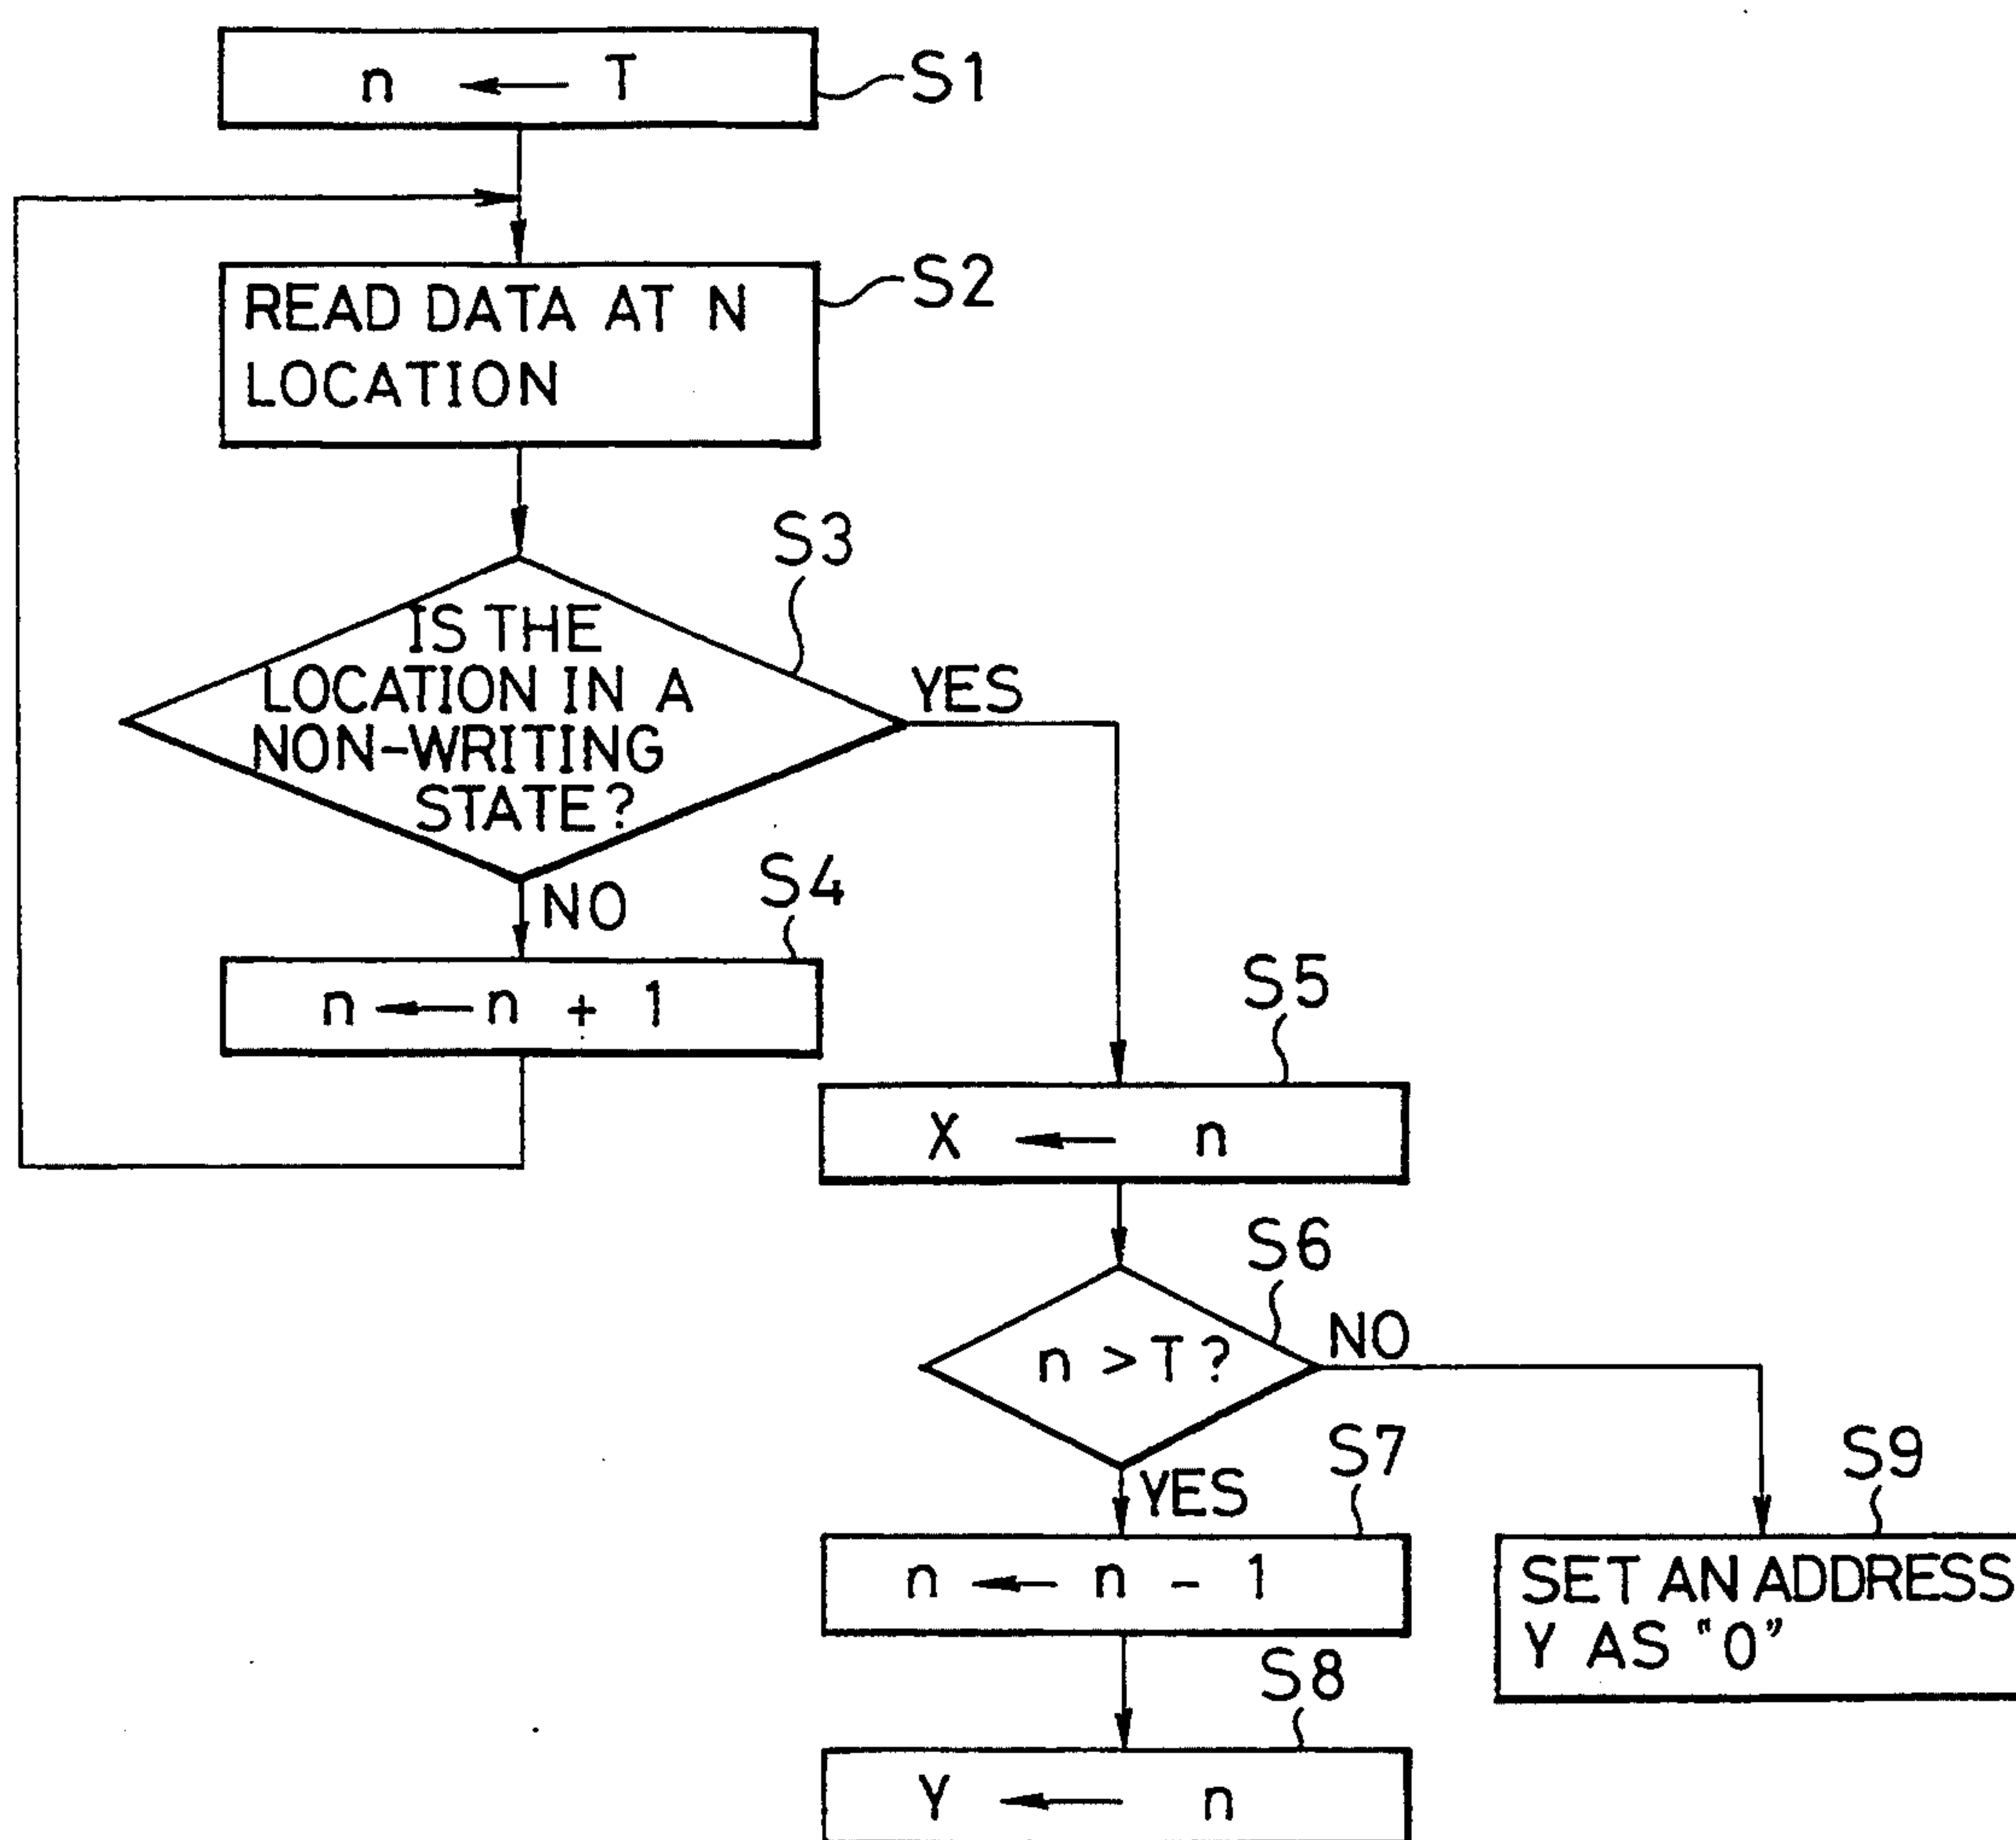 n ← T
S1
READ DATA AT N
LOCATION
S2
S3
IS THE
LOCATION IN A
NON-WRITING
STATE?
YES
NO
S4
n ← n + 1
S5
X ← n
S6
n > T?
NO
YES
S7
n ← n - 1
S9
SET AN ADDRESS
Y AS "0"
S8
Y ← n